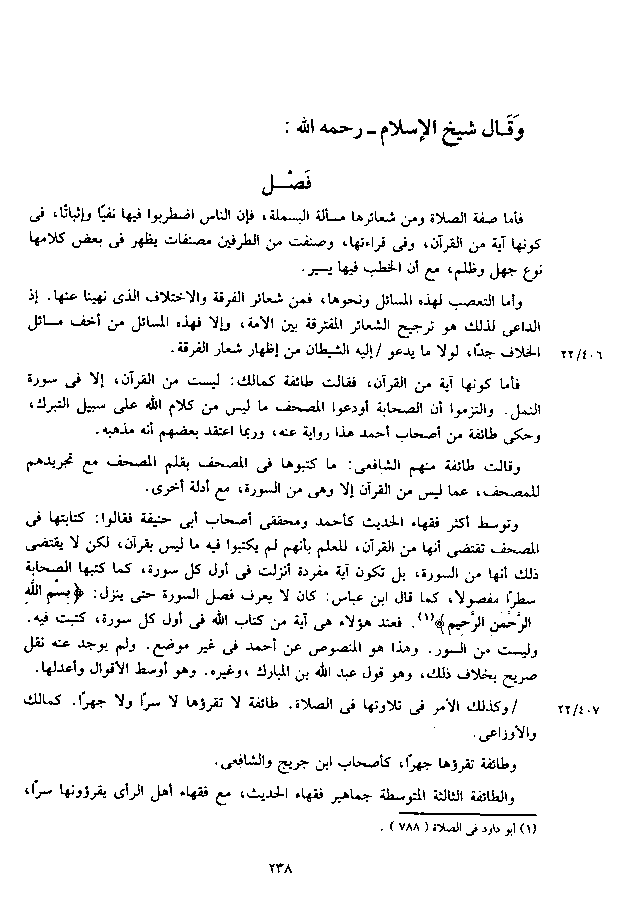 وَقَـال شيخ الإسلام ـ رحمه الله :
فَصْــل
فأما صفة الصلاة ومن شعائرها مسألة البسملة، فإن الناس اضطربوا فيها نفيًا وإثباتًا، فى
كونها آية من القرآن، وفى قراءتها، وصنفت من الطرفين مصنفات يظهر فى بعض كلامها
نوع جهل وظلم، مع أن الخطب فيها يسير.
وأما التعصب لهذه المسائل ونحوها، فمن شعائر الفرقة والاختلاف الذى نهينا عنها. إذ
الداعى لذلك هو ترجيح الشعائر المفترقة بين الأمة، وإلا فهذه المسائل من أخف مسائل
الخلاف جدًا، لولا ما يدعو /إليه الشيطان من إظهار شعار الفرقة. ٢٢/٤٠٦
فأما كونها آية من القرآن، فقالت طائفة كمالك: ليست من القرآن، إلا فى سورة
النمل. والتزموا أن الصحابة أودعوا المصحف ما ليس من كلام الله على سبيل التبرك،
وحكى طائفة من أصحاب أحمد هذا رواية عنه، وربما اعتقد بعضهم أنه مذهبه.
وقالت طائفة منهم الشافعى: ما كتبوها فى المصحف بقلم المصحف مع تجريدهم
للمصحف، عما ليس من القرآن إلا وهى من السورة، مع أدلة أخرى.
وتوسط أكثر فقهاء الحديث كأحمد ومحققى أصحاب أبى حنيفة فقالوا: كتابتها فى
المصحف تقتضى أنها من القرآن، للعلم بأنهم لم يكتبوا فيه ما ليس بقرآن، لكن لا يقتضى
ذلك أنها من السورة، بل تكون آية مفردة أنزلت فى أول كل سورة، كما كتبها الصحابة
سطرًا مفصولا، كما قال ابن عباس: كان لا يعرف فصل السورة حتى ينزل: ﴿بِسْمِ اللَّهِ
الرَّحْمَنِ الرَّحِيمِ﴾(١). فعند هؤلاء هى آية من كتاب الله فى أول كل سورة، كتبت فيه.
وليست من السور. وهذا هو المنصوص عن أحمد فى غير موضع. ولم يوجد عنه نقل
صريح بخلاف ذلك، وهو قول عبد الله بن المبارك ،وغيره. وهو أوسط الأقوال وأعدلها.
/وكذلك الأمر فى تلاوتها فى الصلاة. طائفة لا تقرؤها لا سرًا ولا جهرًا. كمالك ٢٢/٤٠٧
والأوزاعى.
وطائفة تقرؤها جهرًا، كأصحاب ابن جريج والشافعى.
والطائفة الثالثة المتوسطة جماهير فقهاء الحديث، مع فقهاء أهل الرأى يقرؤونها سرًا،
(١) أبو داود فى الصلاة ( ٧٨٨ ) .
٢٣٨